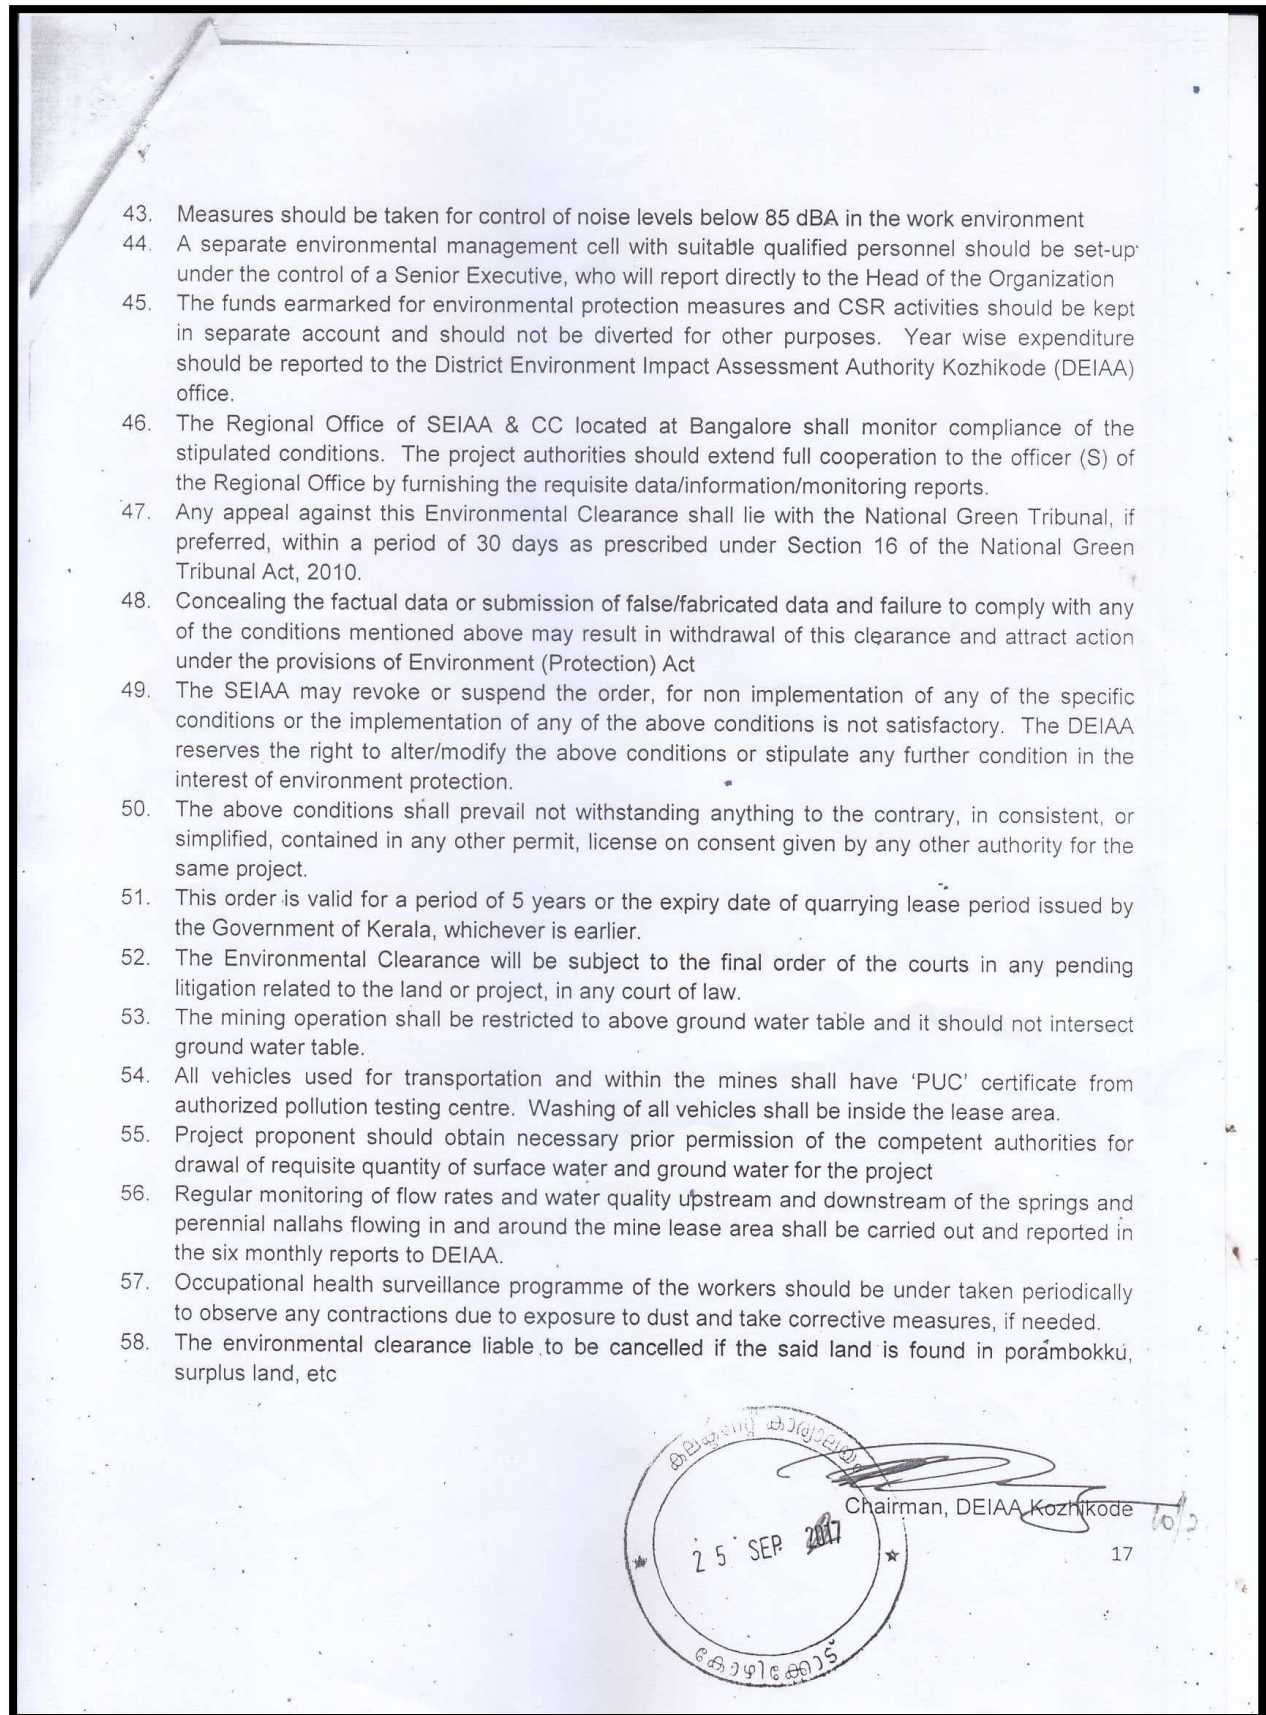 43. Measures should be taken for control of noise levels below 85 dBA in the work environment
44. A separate environmental management cell with suitable qualified personnel should be set-up
under the control of a Senior Executive, who will report directly to the Head of the Organization
45. The funds earmarked for environmental protection measures and CSR activities should be kept
in separate account and should not be diverted for other purposes. Year wise expenditure
should be reported to the District Environment Impact Assessment Authority Kozhikode (DEIAA)
office.
46. The Regional Office of SEIAA & CC located at Bangalore shall monitor compliance of the
stipulated conditions. The project authorities should extend full cooperation to the officer (S) of
the Regional Office by furnishing the requisite data/information/monitoring reports.
47. Any appeal against this Environmental Clearance shall lie with the National Green Tribunal, if
preferred, within a period of 30 days as prescribed under Section 16 of the National Green
Tribunal Act, 2010.
48. Concealing the factual data or submission of false/fabricated data and failure to comply with any
of the conditions mentioned above may result in withdrawal of this clearance and attract action
under the provisions of Environment (Protection) Act
49. The SEIAA may revoke or suspend the order, for non implementation of any of the specific
conditions or the implementation of any of the above conditions is not satisfactory. The DEIAA
reserves the right to alter/modify the above conditions or stipulate any further condition in the
interest of environment protection.
50. The above conditions shall prevail not withstanding anything to the contrary, in consistent, or
simplified, contained in any other permit, license on consent given by any other authority for the
same project.
51. This order is valid for a period of 5 years or the expiry date of quarrying lease period issued by
the Government of Kerala, whichever is earlier.
52. The Environmental Clearance will be subject to the final order of the courts in any pending
litigation related to the land or project, in any court of law.
53. The mining operation shall be restricted to above ground water table and it should not intersect
ground water table.
54. All vehicles used for transportation and within the mines shall have ‘PUC’ certificate from
authorized pollution testing centre. Washing of all vehicles shall be inside the lease area.
55. Project proponent should obtain necessary prior permission of the competent authorities for
drawal of requisite quantity of surface water and ground water for the project
56. Regular monitoring of flow rates and water quality upstream and downstream of the springs and
perennial nallahs flowing in and around the mine lease area shall be carried out and reported in
the six monthly reports to DEIAA.
57. Occupational health surveillance programme of the workers should be under taken periodically
to observe any contractions due to exposure to dust and take corrective measures, if needed.
58. The environmental clearance liable to be cancelled if the said land is found in porambokku,
surplus land, etc
കാര്യാലയം
Chairman, DEIAA Kozhikode
25 SEP 2017
17
കോഴിക്കോട്